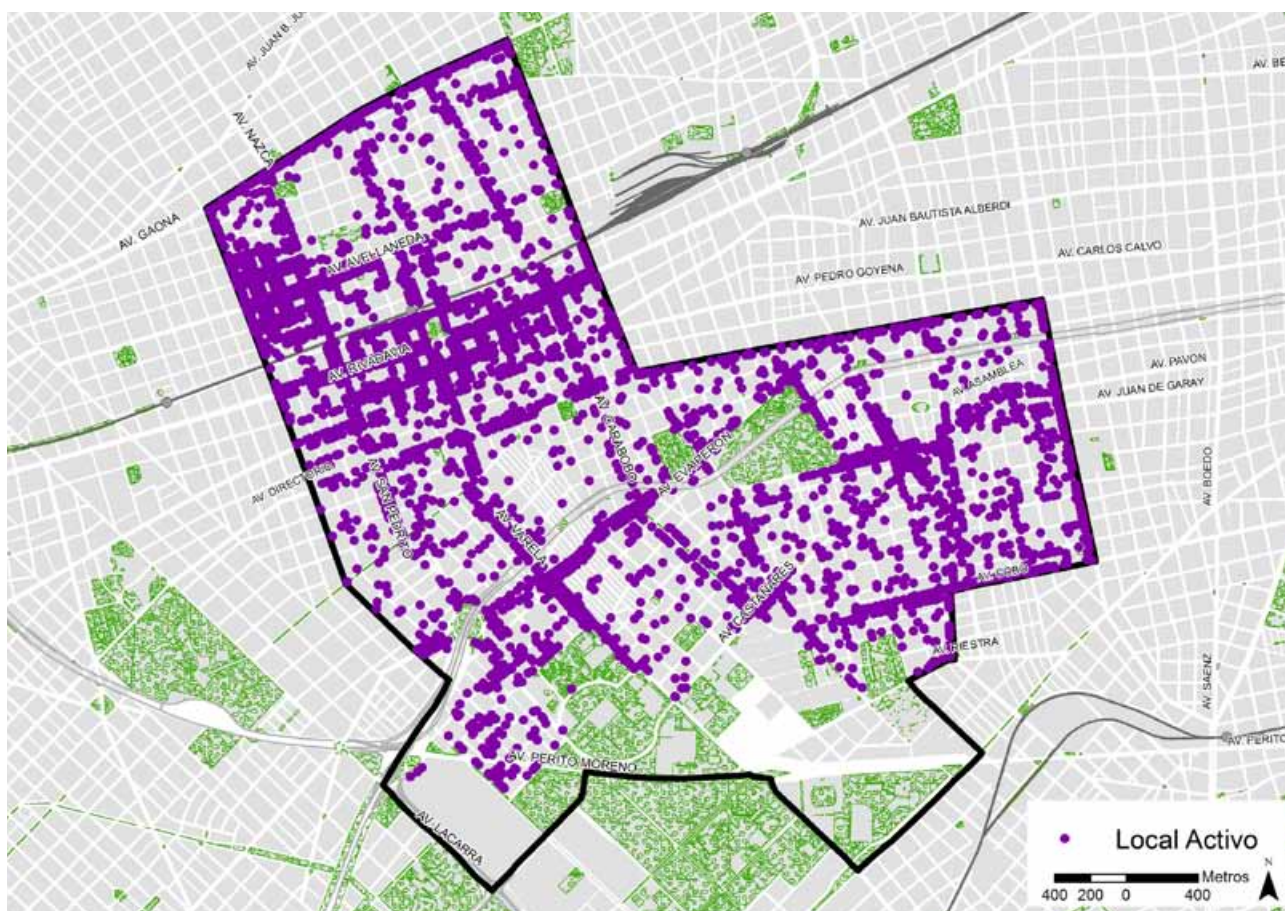 AV. JUAN B. JU
AV. BE
AV. NAZCA
AV. GAONA
AV. JUAN BAUTISTA ALBERDI
AV. AVELLANEDA
AV. CARLOS CALVO
AV. PEDRO GOYENA
AV. RIVADAVIA
AV. PAVON
AV. ASAMBLEA
AV. JUAN DE GARAY
AV. CARABOBO
AV. EVA PERON
AV. DIRECTORIO
AV. SAN PEDRITO
AV. BOEDO
AV. VARELA
AV. COBO
AV. CASTAÑARES
AV. RIESTRA
AV. SAENZ
AV. PERITO
AV. PERITO MORENO
AV. LACARRA
Local Activo
N
Metros
400 200 0 400